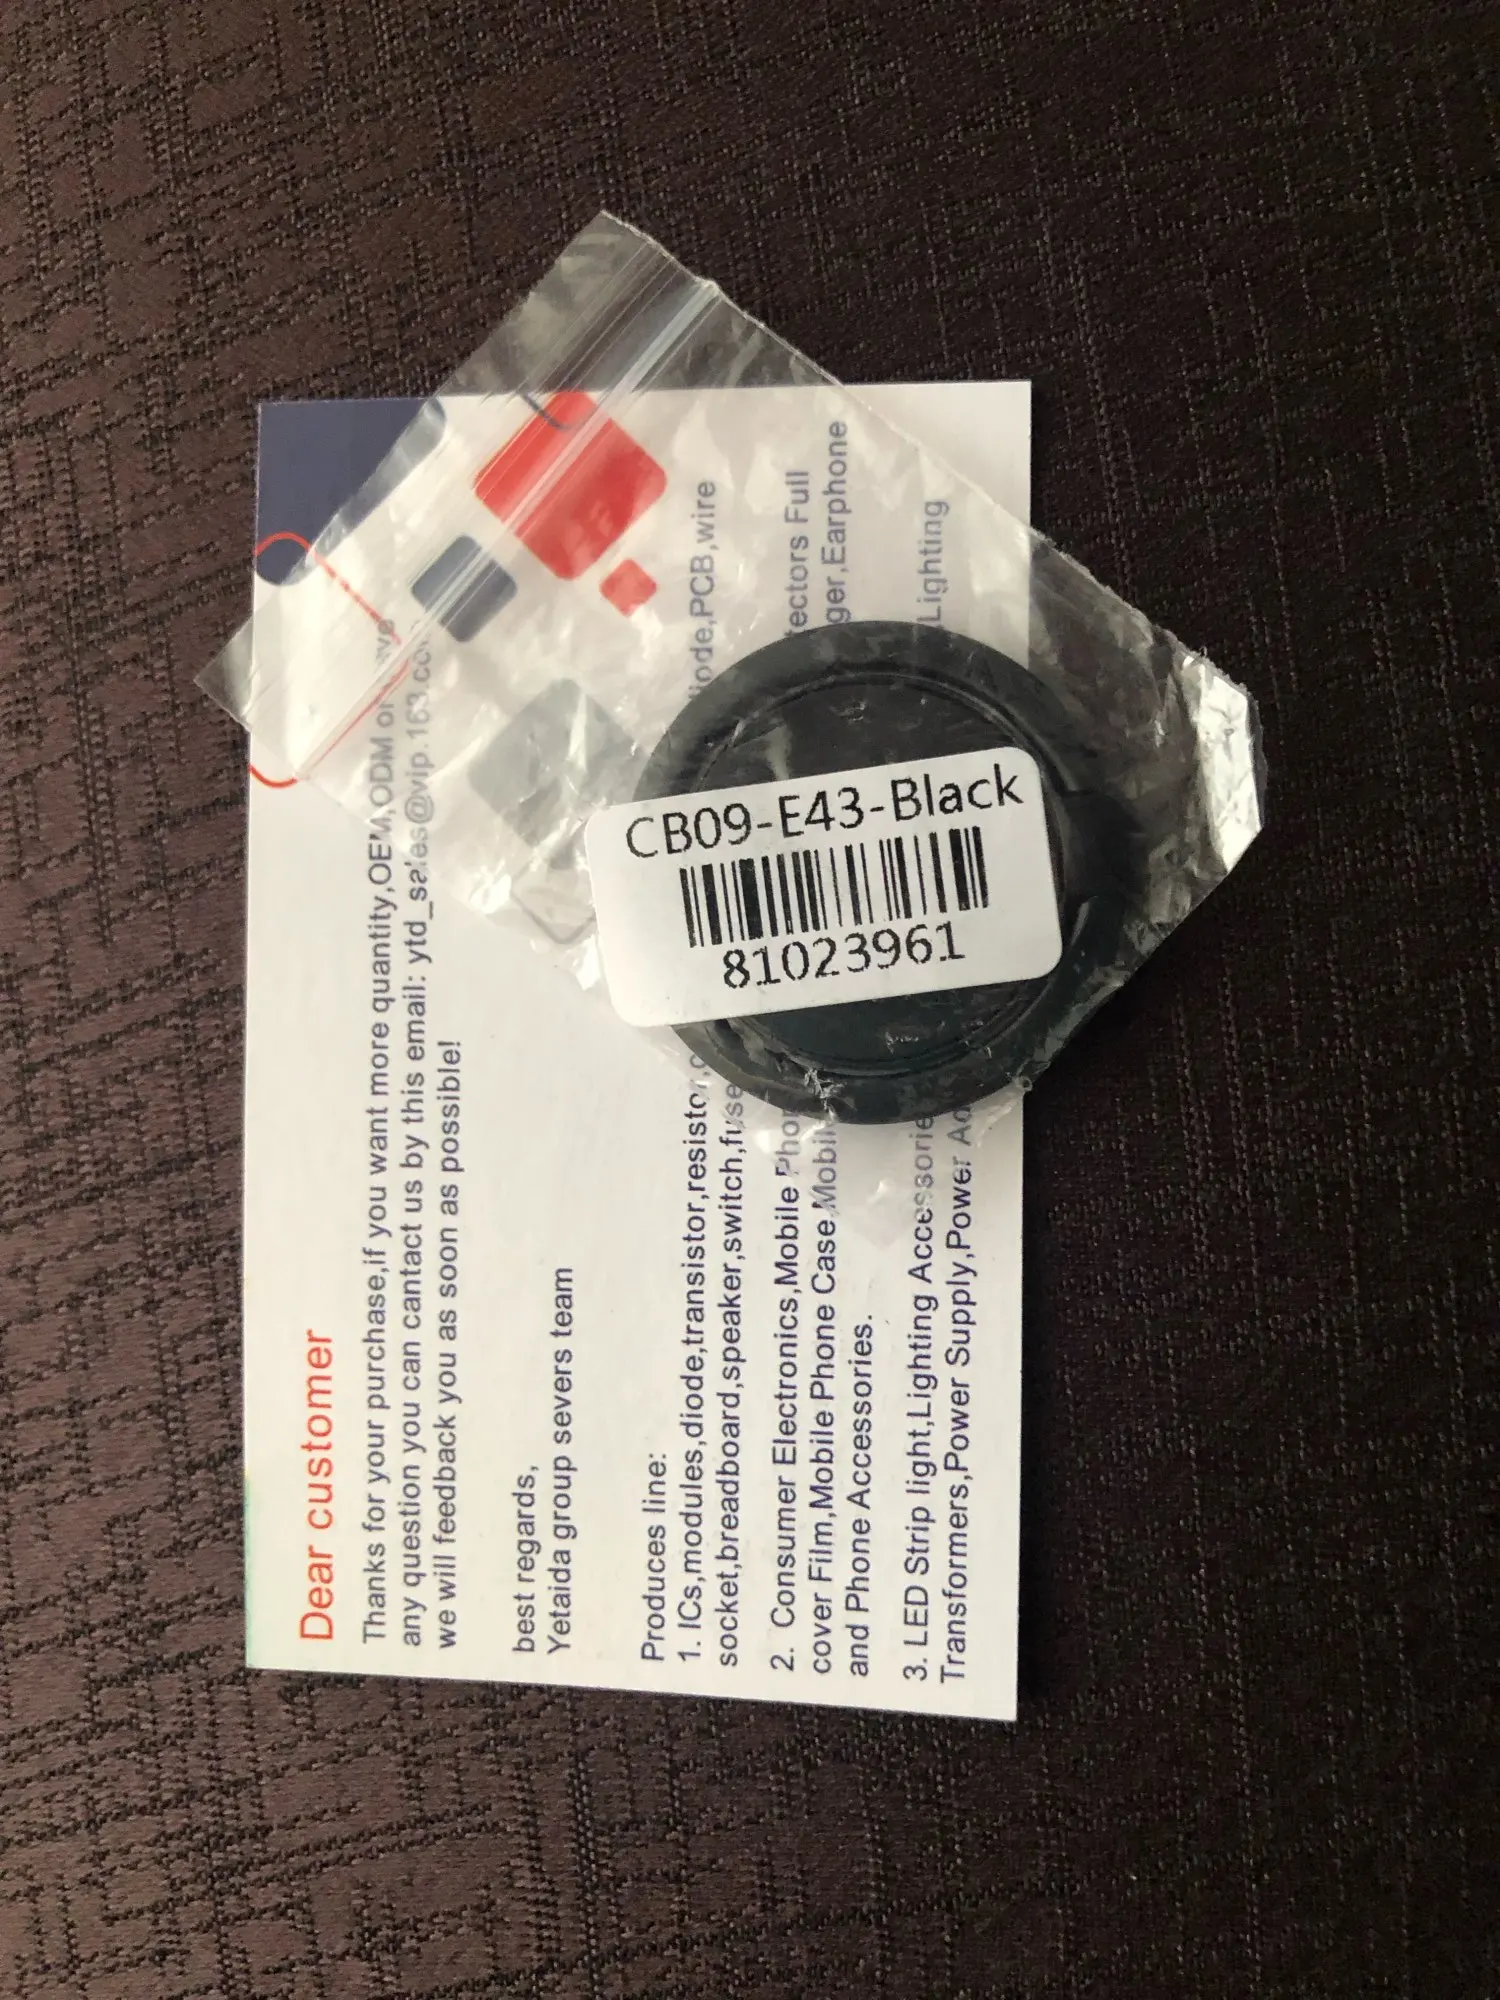 Dear customer
Thanks for your purchase,if you want more quantity,OEM,ODM or
any question you can cantact us by this email: ytd_sales@vip.163.com
we will feedback you as soon as possible!
best regards,
Yetaida group severs team
Produces line:
1. ICs,modules,diode,transistor,resistor, diode,PCB,wire
socket,breadboard,speaker,switch,fuse
2. Consumer Electronics,Mobile Full
cover Film,Mobile Phone Case,Mobile Earphone
and Phone Accessories.
3. LED Strip light,Lighting Accessories Lighting
Transformers,Power Supply,Power
CB09-E43-Black
81023961